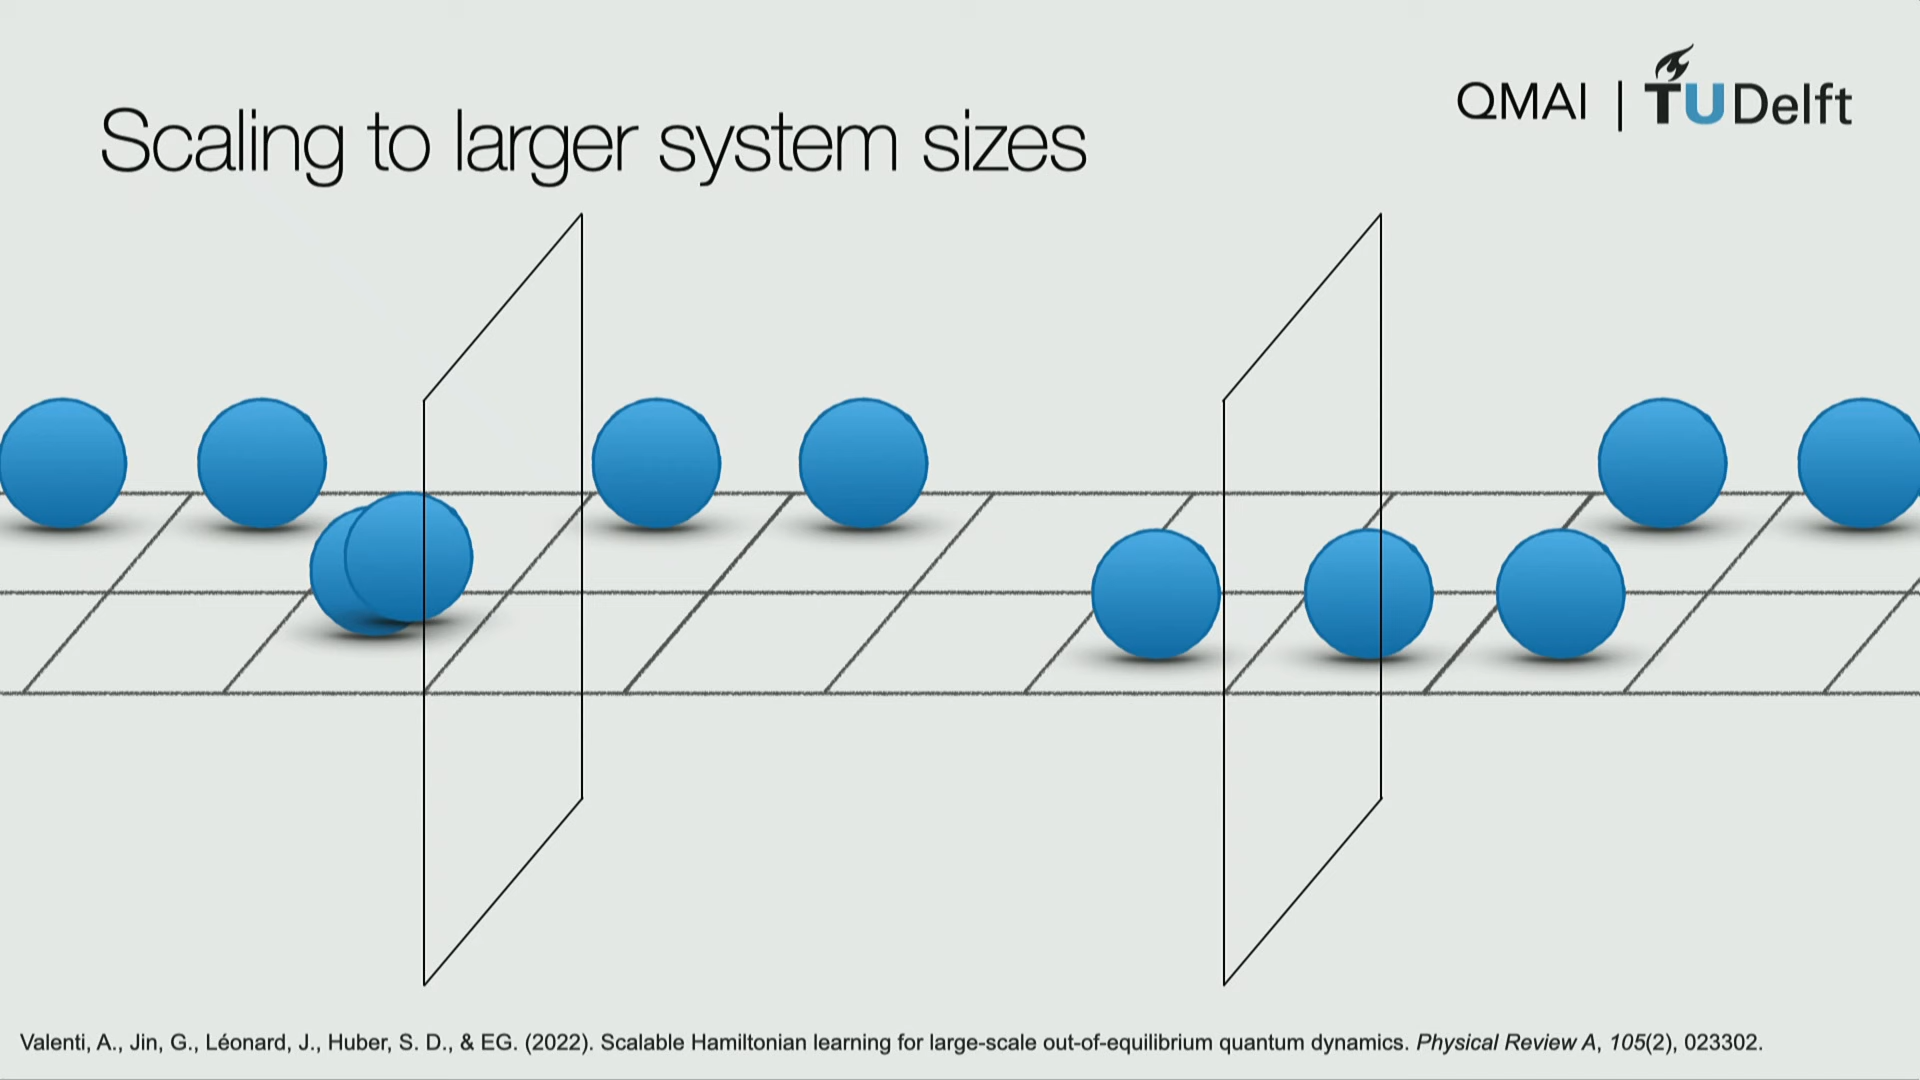 QMAI | TUDelft
Scaling to larger system sizes
Valenti, A., Jin, G., Léonard, J., Huber, S. D., & EG. (2022). Scalable Hamiltonian learning for large-scale out-of-equilibrium quantum dynamics. Physical Review A, 105(2), 023302.